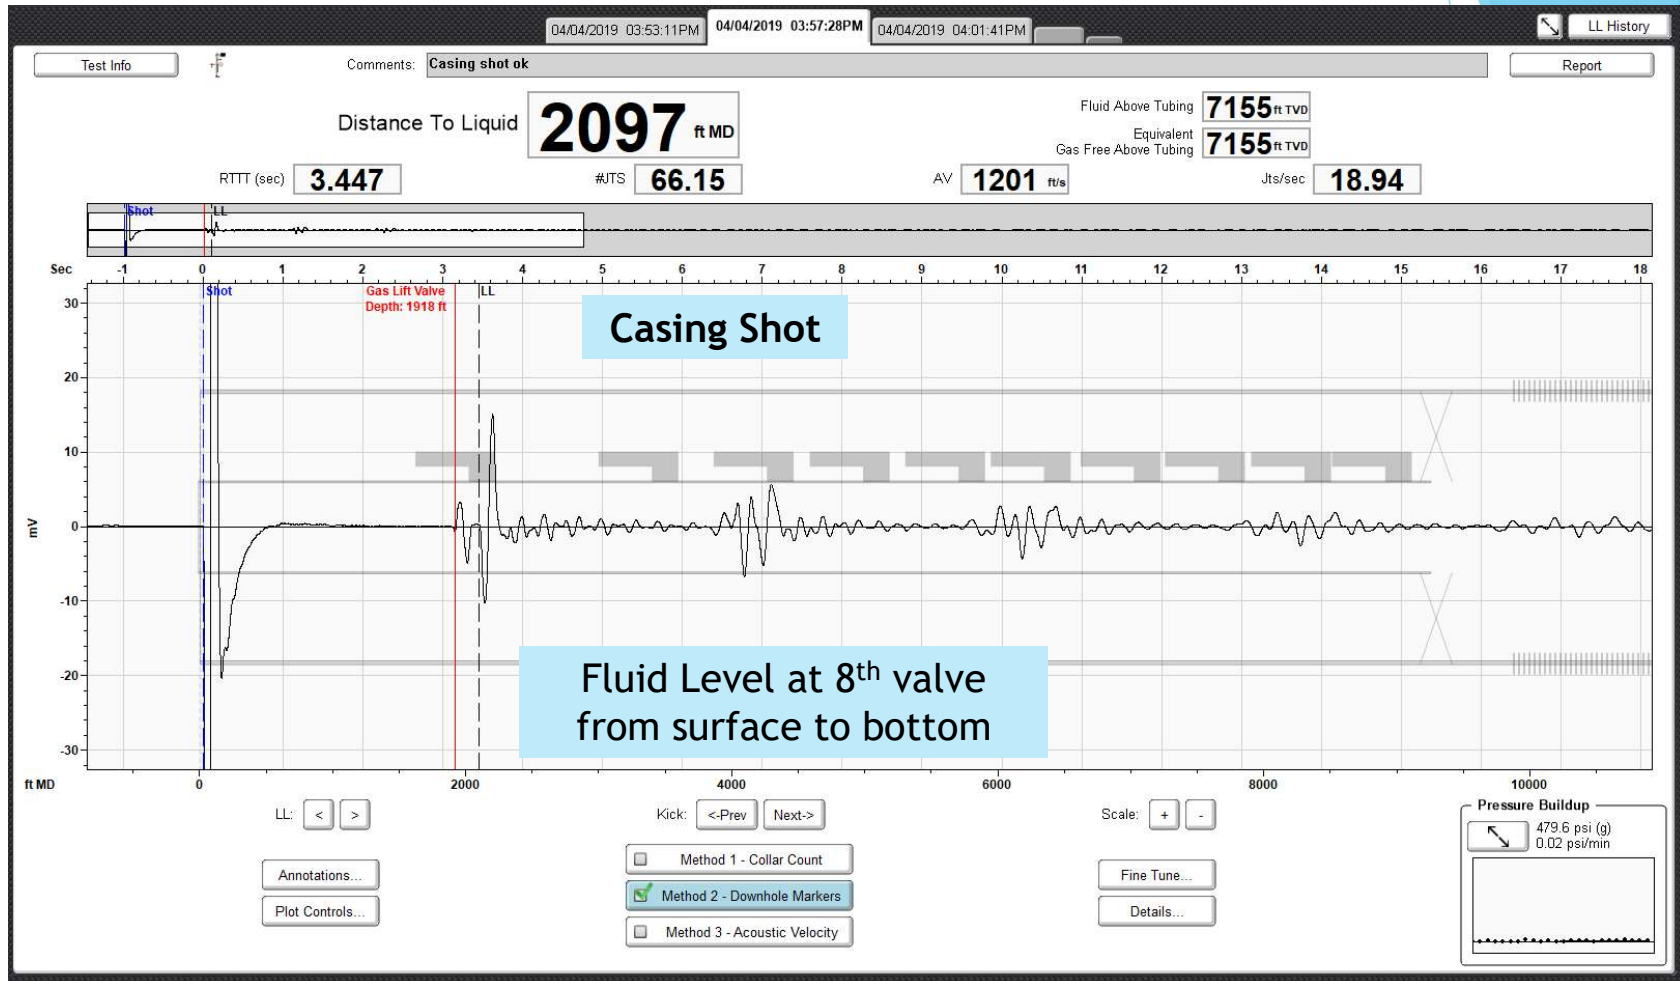 04/04/2019 03:53:11PM
04/04/2019 03:57:28PM
04/04/2019 04:01:41PM
LL History
Test Info
Comments: Casing shot ok
Report
Distance To Liquid 2097 ft MD
Fluid Above Tubing 7155 ft TVD
Equivalent
Gas Free Above Tubing 7155 ft TVD
RTTT (sec) 3.447
#JTS 66.15
AV 1201 ft/s
Jts/sec 18.94
Shot LL
Sec -1 0 1 2 3 4 5 6 7 8 9 10 11 12 13 14 15 16 17 18
Shot
Gas Lift Valve
Depth: 1918 ft
LL
Casing Shot
30
20
10
0
-10
-20
-30
mV
Fluid Level at 8th valve
from surface to bottom
ft MD 0 2000 4000 6000 8000 10000
LL: < >
Kick: <-Prev Next->
Scale: + -
Pressure Buildup
479.6 psi (g)
0.02 psi/min
Method 1 - Collar Count
Annotations...
Fine Tune...
Method 2 - Downhole Markers
Plot Controls...
Details...
Method 3 - Acoustic Velocity